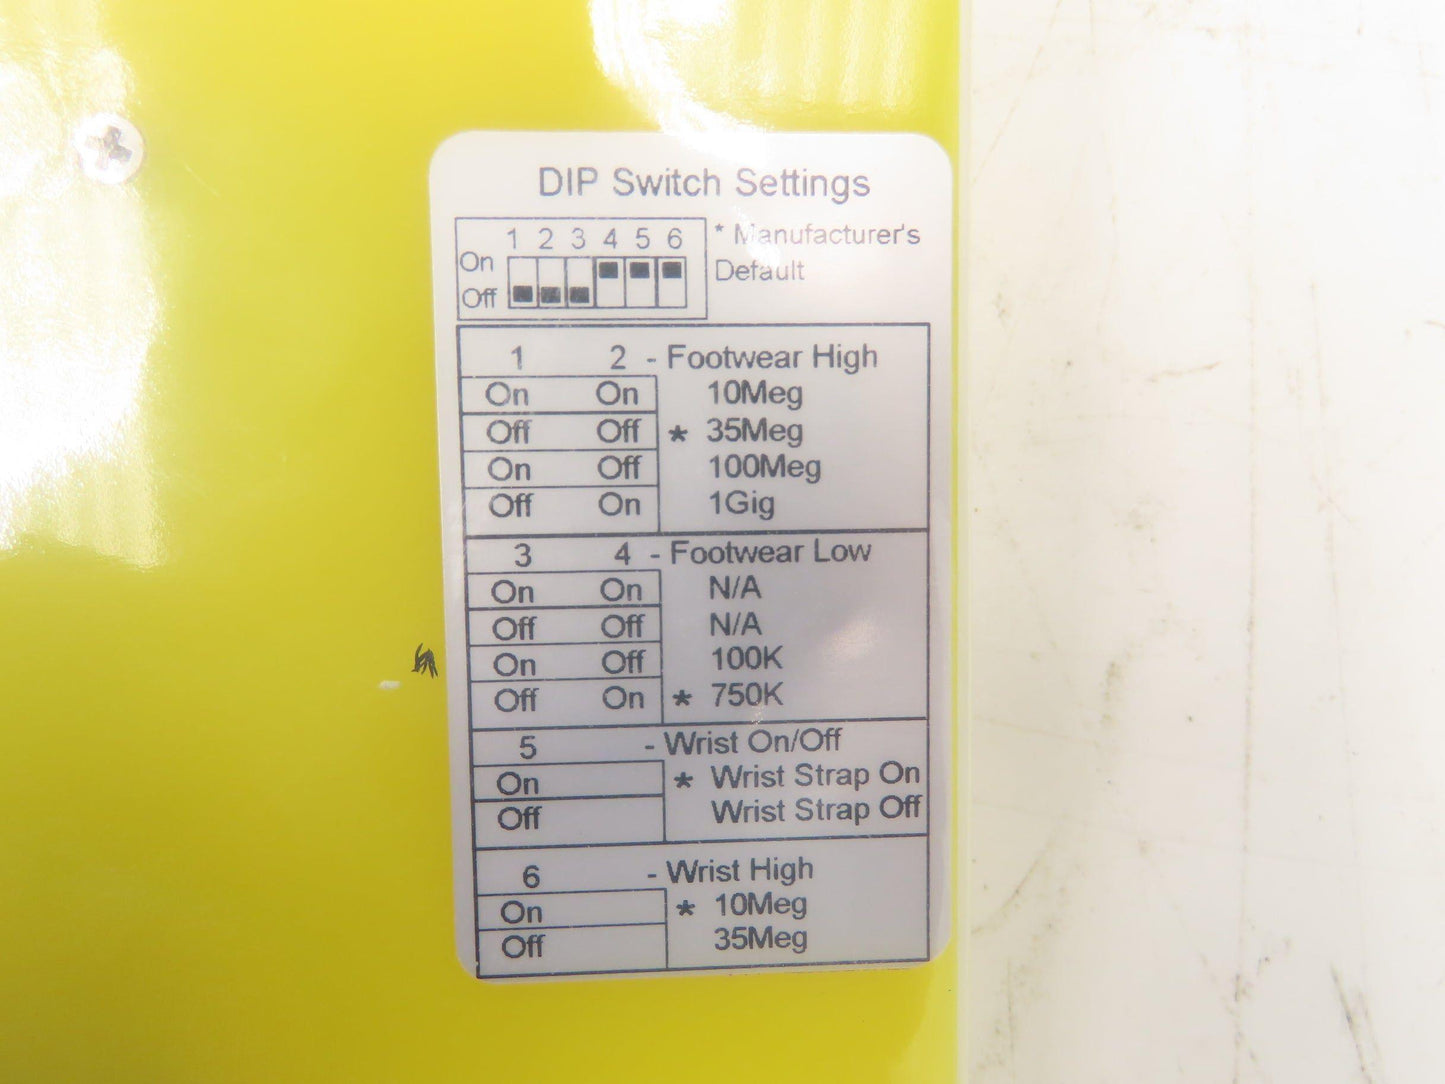 DIP Switch Settings
1 2 3 4 5 6
* Manufacturer's
On
Default
Off
1 2 - Footwear High
On On 10Meg
Off Off * 35Meg
On Off 100Meg
Off On 1Gig
3 4 - Footwear Low
On On N/A
Off Off N/A
On Off 100K
Off On * 750K
5 - Wrist On/Off
On * Wrist Strap On
Off Wrist Strap Off
6 - Wrist High
On * 10Meg
Off 35Meg